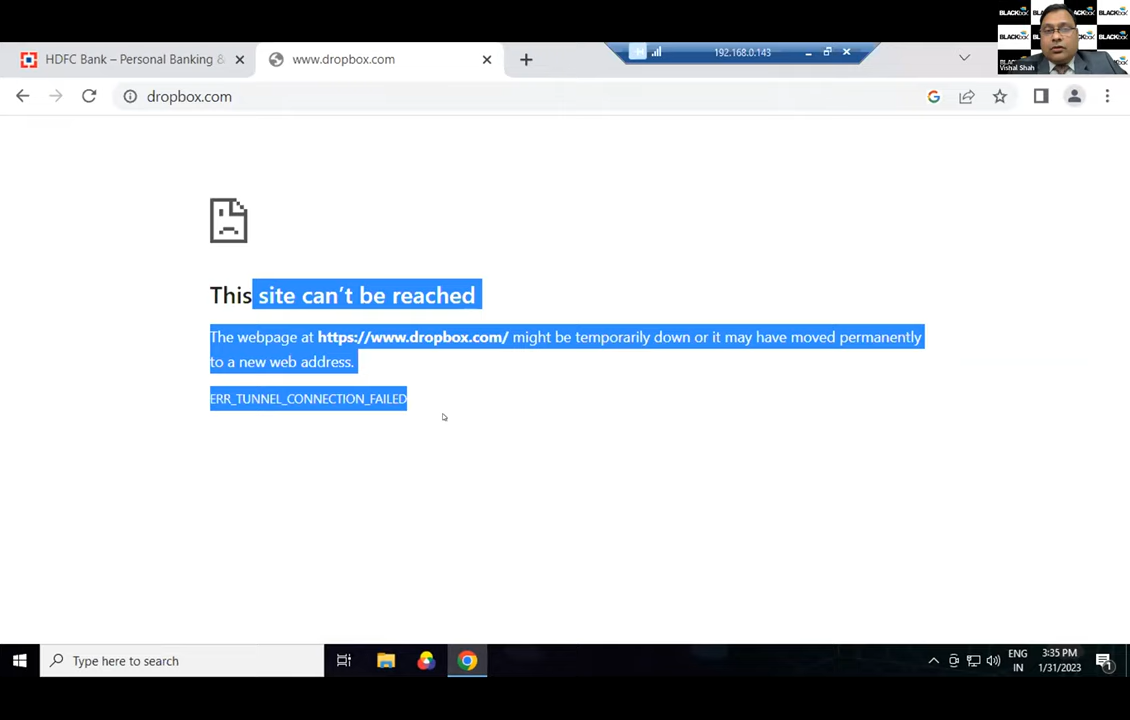 BLACKBOX
HDFC Bank – Personal Banking &
www.dropbox.com
192.168.0.143
Vishal Shah
dropbox.com
This site can't be reached
The webpage at https://www.dropbox.com/ might be temporarily down or it may have moved permanently
to a new web address.
ERR_TUNNEL_CONNECTION_FAILED
Type here to search
ENG
IN
3:35 PM
1/31/2023
1